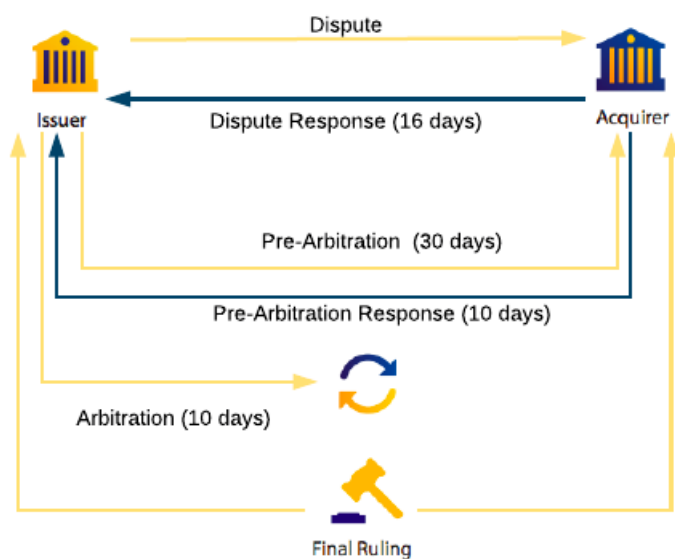 Dispute
Issuer
Dispute Response (16 days)
Acquirer
Pre-Arbitration (30 days)
Pre-Arbitration Response (10 days)
Arbitration (10 days)
Final Ruling